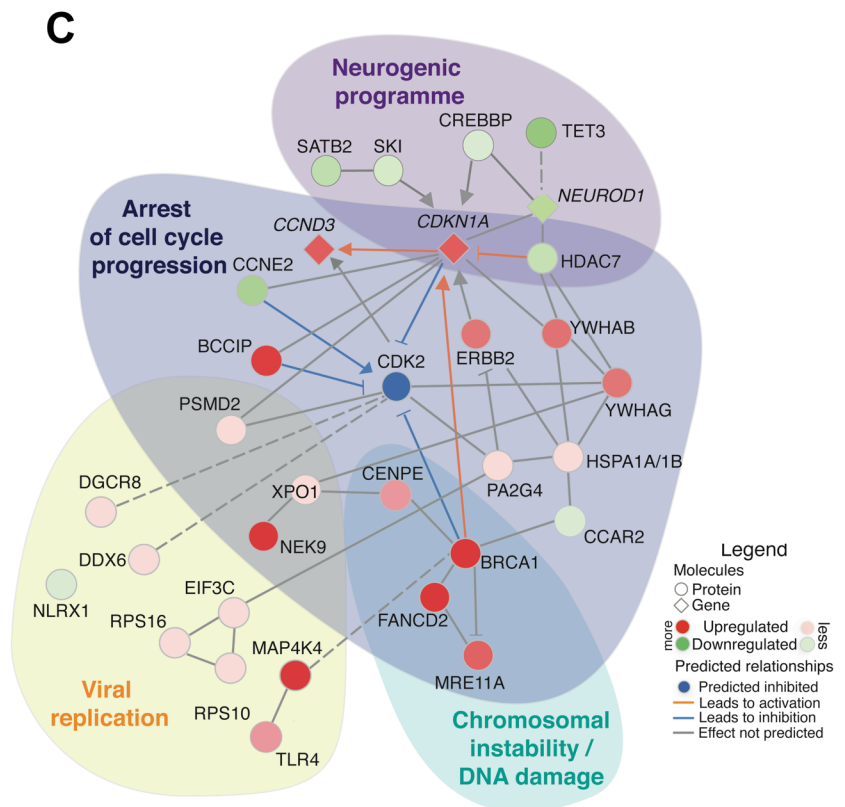 C
Neurogenic
programme
CREBBP
TET3
SATB2
SKI
NEUROD1
Arrest
of cell cycle
progression
CCND3
CDKN1A
CCNE2
HDAC7
BCCIP
CDK2
ERBB2
YWHAB
PSMD2
YWHAG
DGCR8
XPO1
CENPE
PA2G4
HSPA1A/1B
NEK9
CCAR2
DDX6
BRCA1
NLRX1
EIF3C
RPS16
FANCD2
MAP4K4
MRE11A
Viral
replication
RPS10
TLR4
Chromosomal
instability /
DNA damage
Legend
Molecules
Protein
Gene
more
Upregulated
Downregulated
less
Predicted relationships
Predicted inhibited
Leads to activation
Leads to inhibition
Effect not predicted